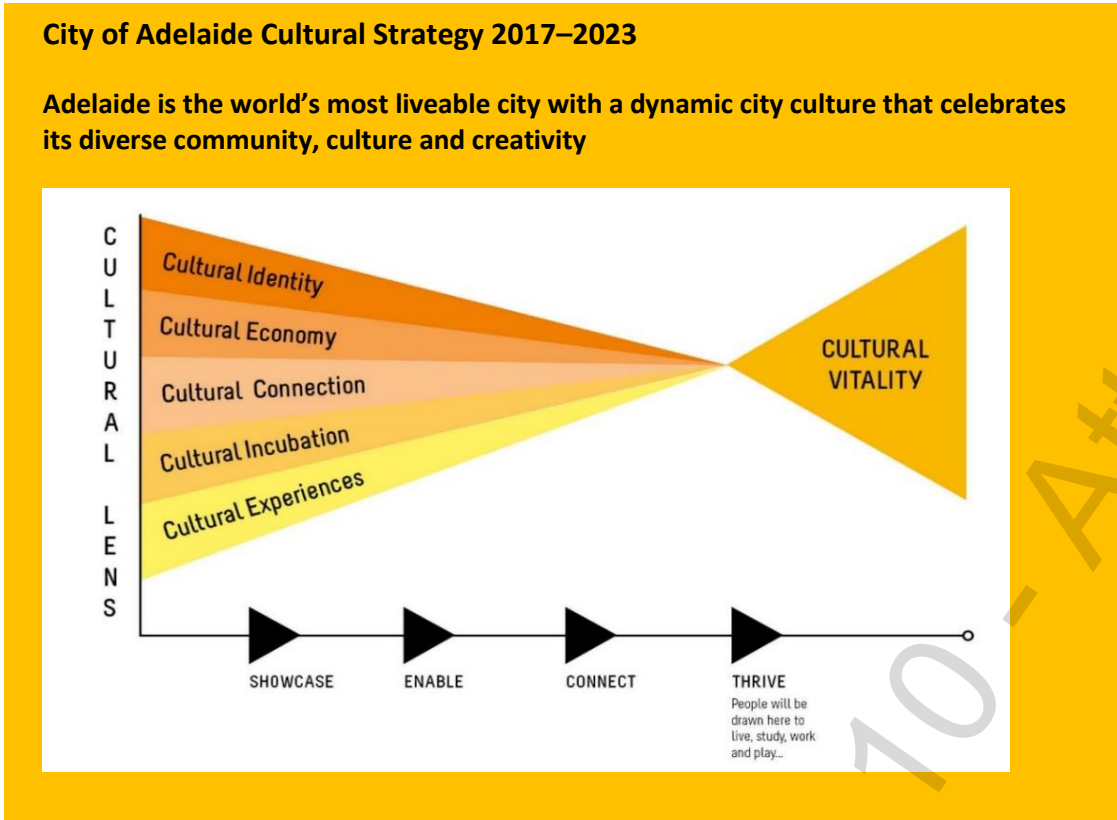 City of Adelaide Cultural Strategy 2017–2023
Adelaide is the world's most liveable city with a dynamic city culture that celebrates
its diverse community, culture and creativity
CULTURAL LENS
Cultural Identity
Cultural Economy
Cultural Connection
Cultural Incubation
Cultural Experiences
CULTURAL
VITALITY
SHOWCASE
ENABLE
CONNECT
THRIVE
People will be
drawn here to
live, study, work
and play...
10 -